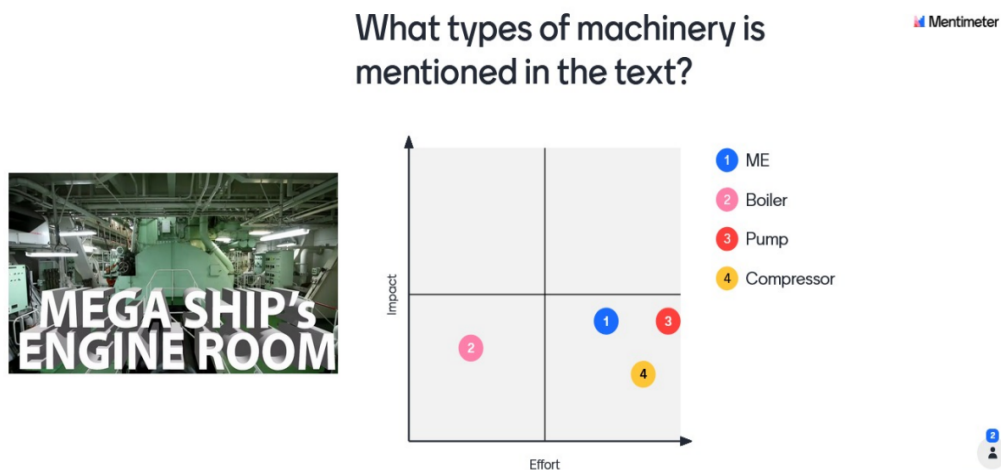 What types of machinery is
mentioned in the text?
Mentimeter
MEGA SHIP's
ENGINE ROOM
Impact
Effort
1
2
3
4
1 ME
2 Boiler
3 Pump
4 Compressor
2